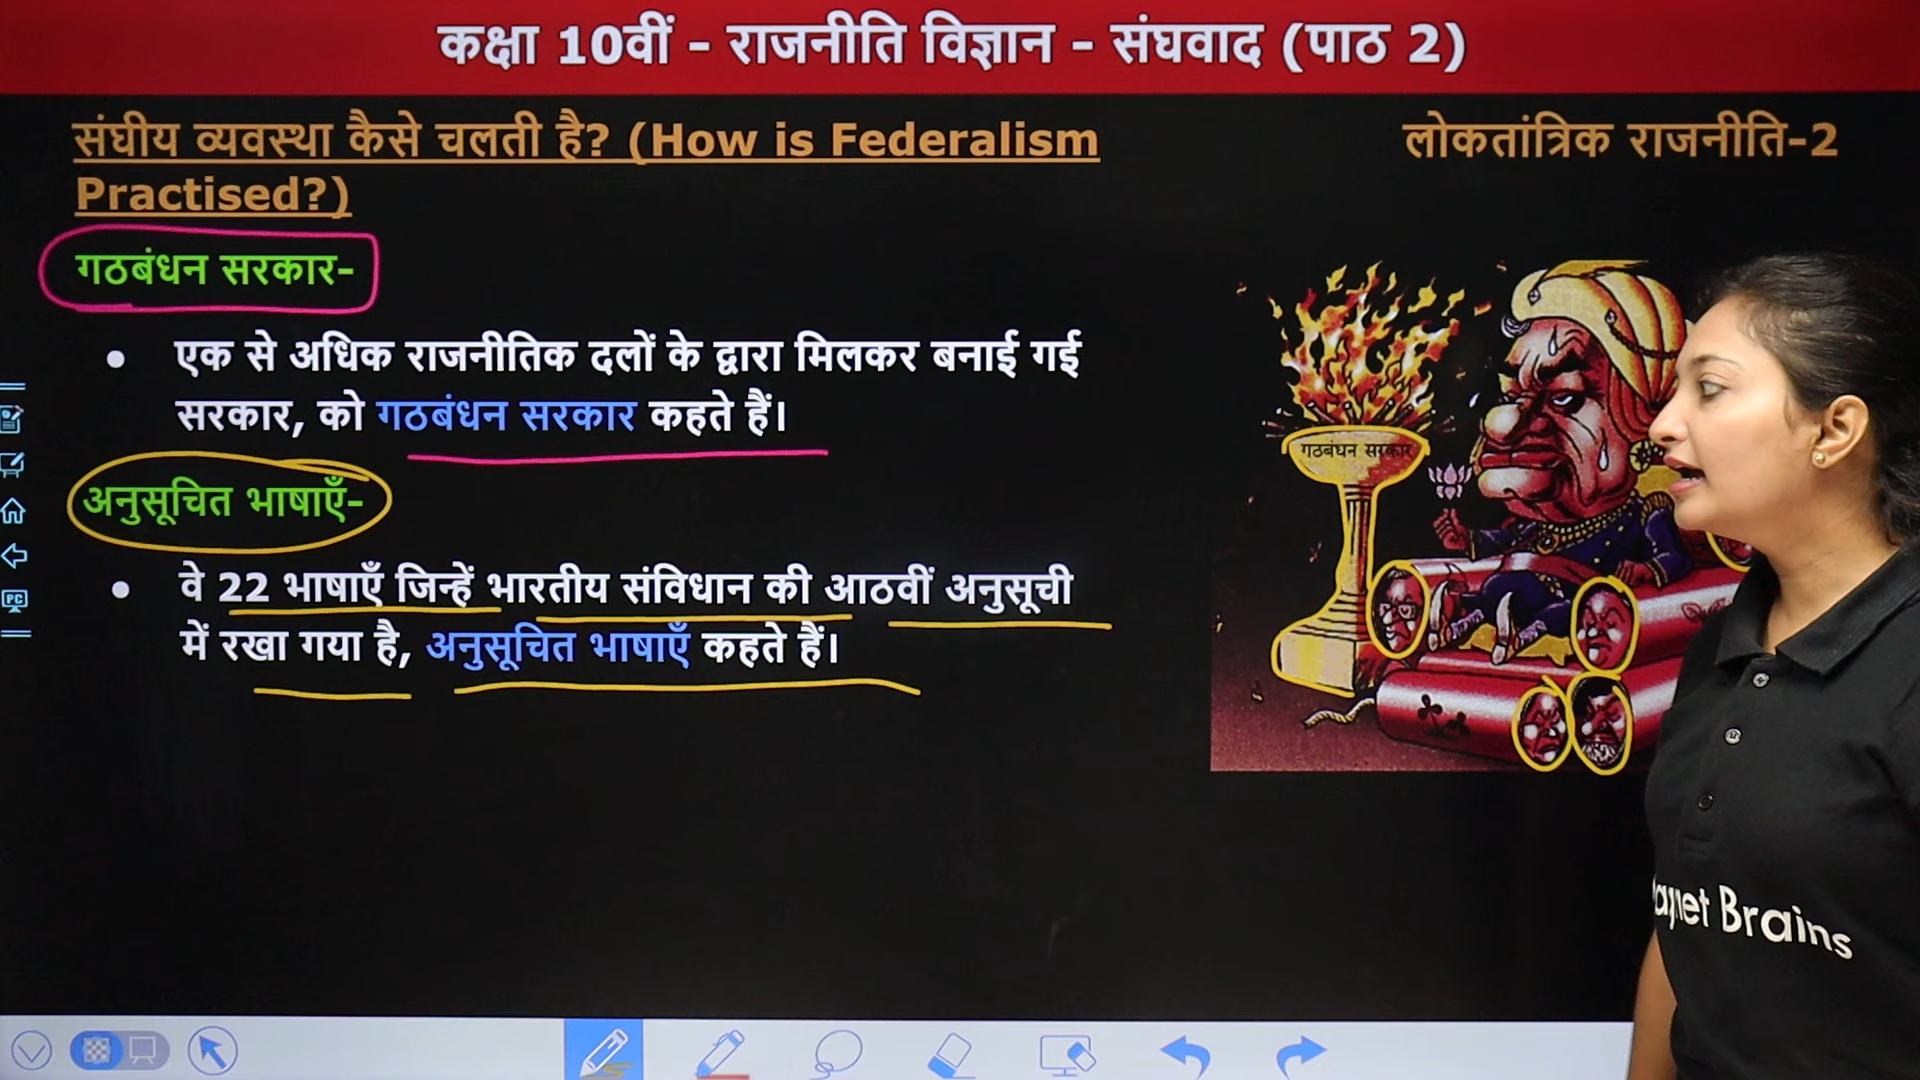 कक्षा 10वीं - राजनीति विज्ञान - संघवाद (पाठ 2)
संघीय व्यवस्था कैसे चलती है? (How is Federalism
Practised?)
लोकतांत्रिक राजनीति-2
गठबंधन सरकार-
एक से अधिक राजनीतिक दलों के द्वारा मिलकर बनाई गई
सरकार, को गठबंधन सरकार कहते हैं।
अनुसूचित भाषाएँ-
वे 22 भाषाएँ जिन्हें भारतीय संविधान की आठवीं अनुसूची
में रखा गया है, अनुसूचित भाषाएँ कहते हैं।
गठबंधन सरकार
PC
agnet Brains